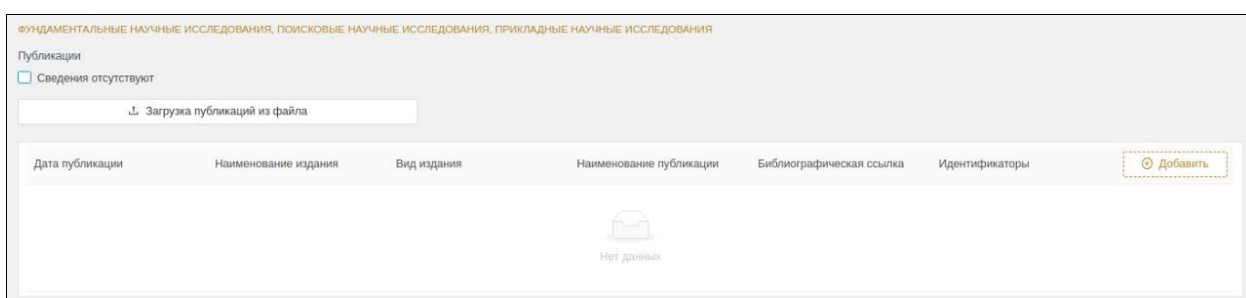 ФУНДАМЕНТАЛЬНЫЕ НАУЧНЫЕ ИССЛЕДОВАНИЯ, ПОИСКОВЫЕ НАУЧНЫЕ ИССЛЕДОВАНИЯ, ПРИКЛАДНЫЕ НАУЧНЫЕ ИССЛЕДОВАНИЯ
Публикации
Сведения отсутствуют
Загрузка публикаций из файла
Дата публикации Наименование издания Вид издания Наименование публикации Библиографическая ссылка Идентификаторы Добавить
Нет данных